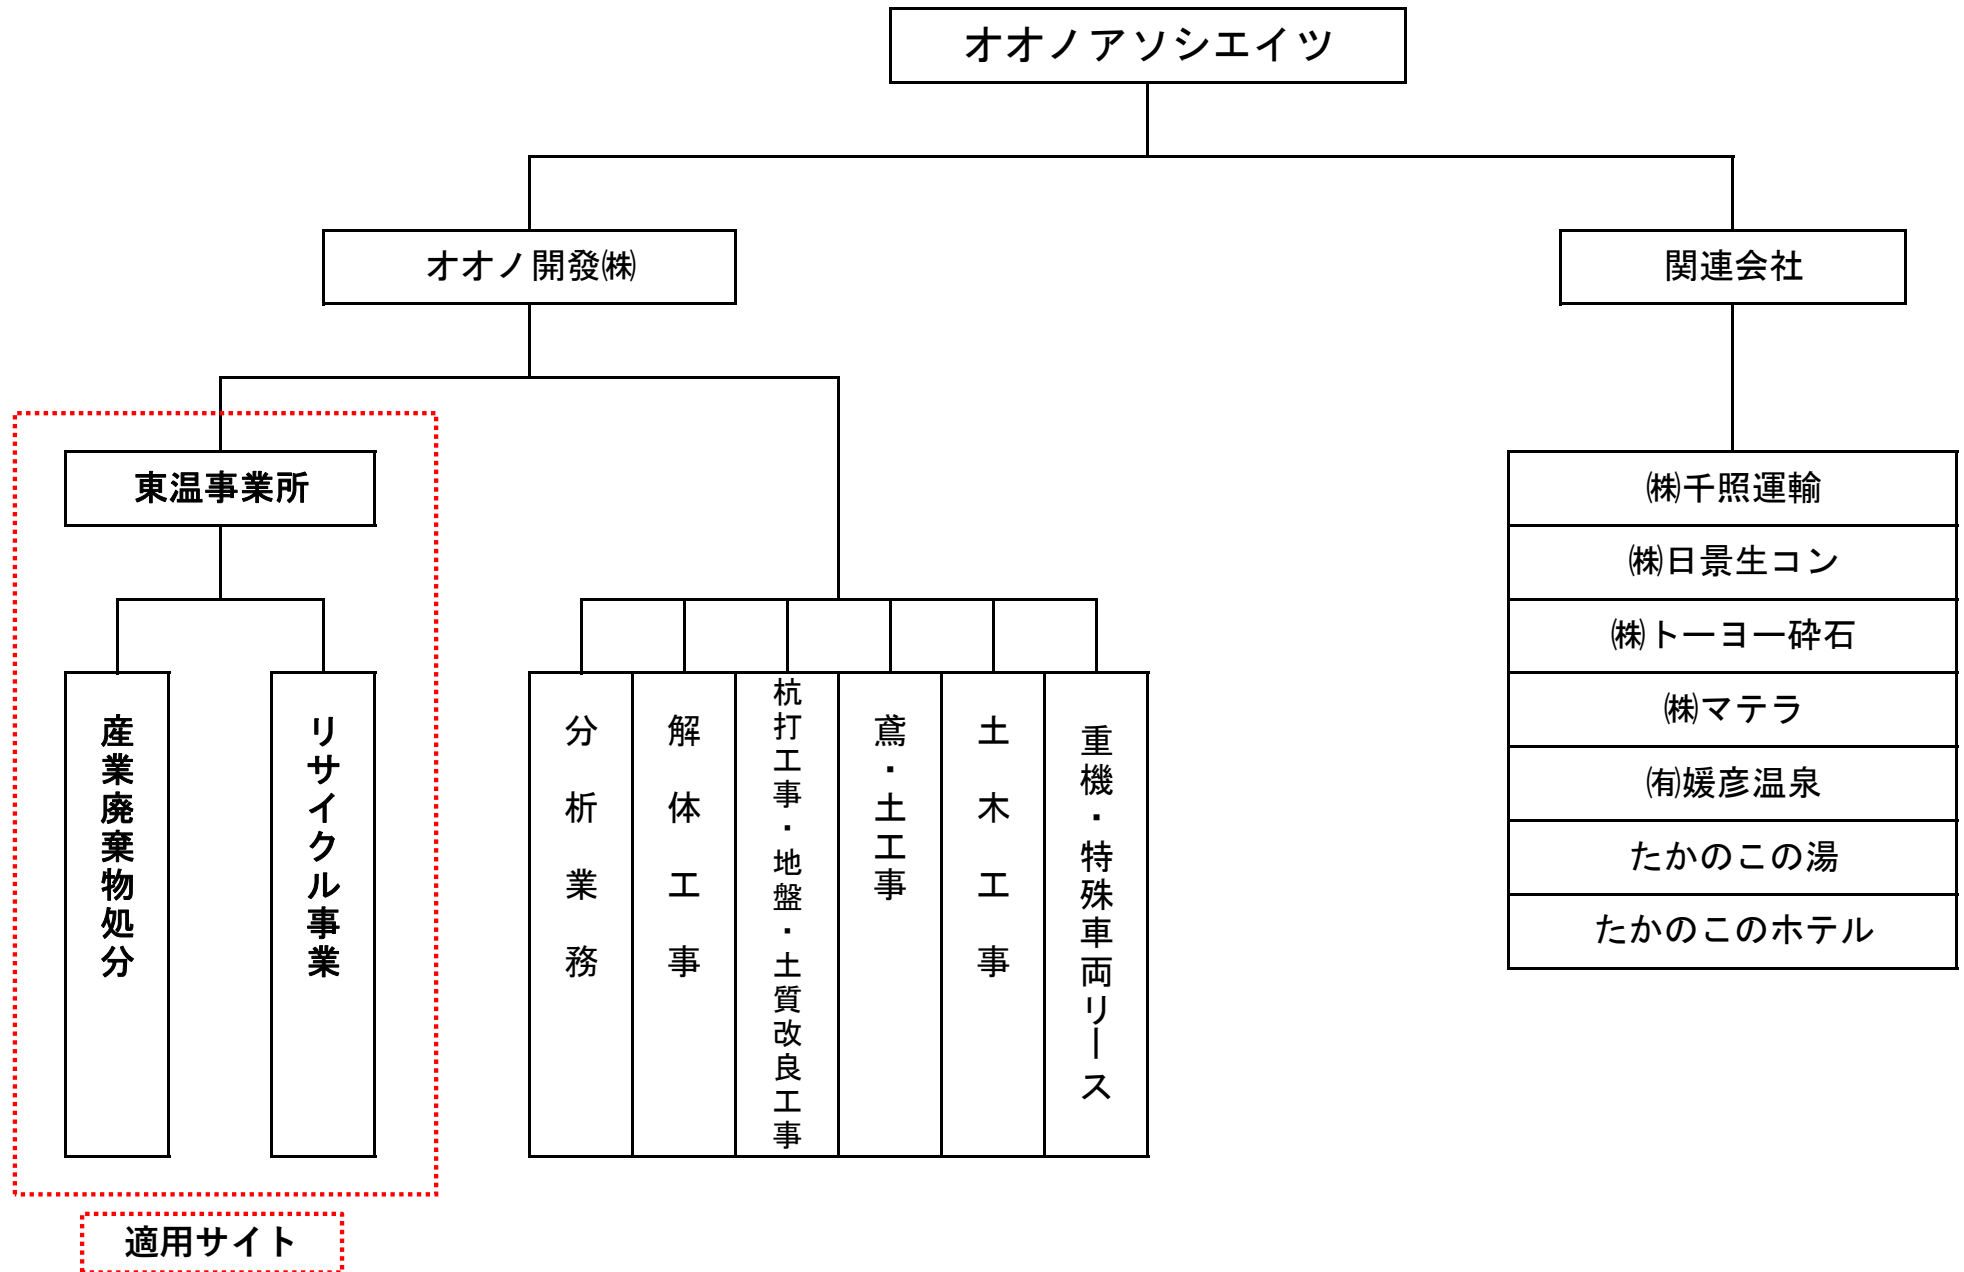 オオノアソシエイツ
オオノ開發㈱
関連会社
東温事業所
産業廃棄物処分
リサイクル事業
分析業務
解体工事
杭打工事・地盤・土質改良工事
鳶・土工事
土木工事
重機・特殊車両リース
㈱千照運輸
㈱日景生コン
㈱トーヨー砕石
㈱マテラ
㈲媛彦温泉
たかのこの湯
たかのこのホテル
適用サイト